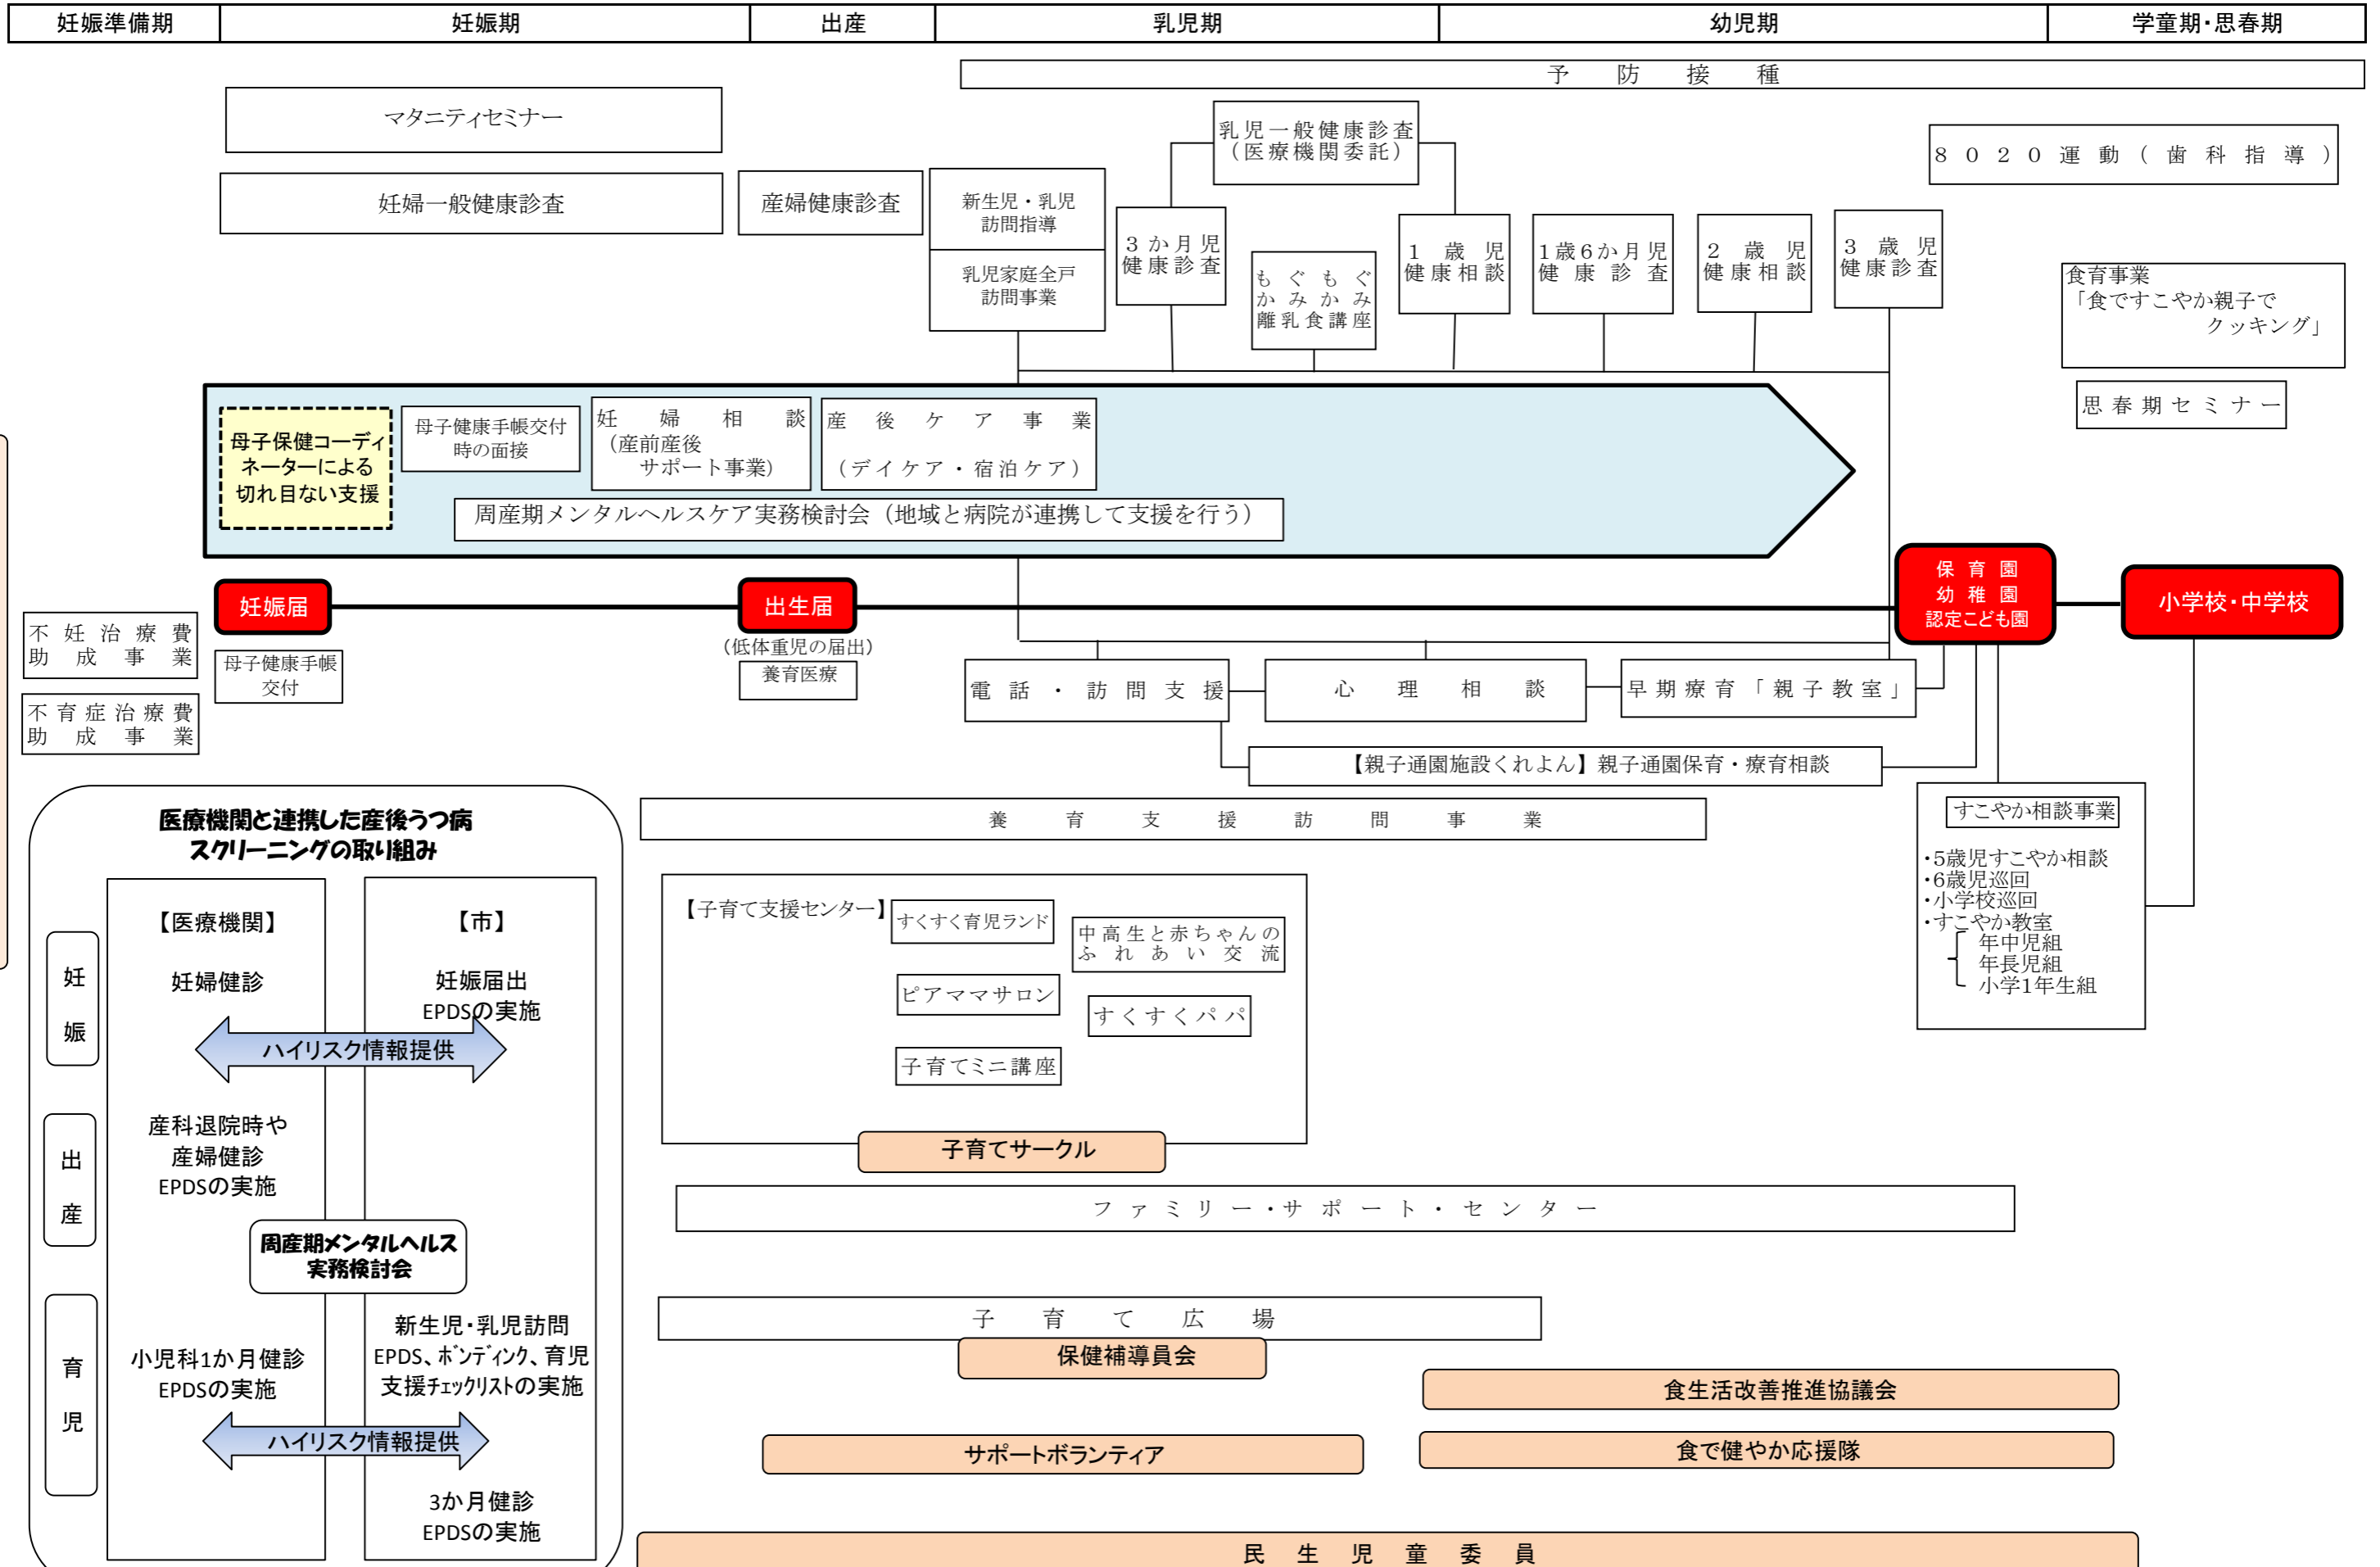 妊娠準備期
妊娠期
出産
乳児期
幼児期
学童期・思春期
予防接種
マタニティセミナー
乳児一般健康診査
（医療機関委託）
８０２０運動（歯科指導）
妊婦一般健康診査
産婦健康診査
新生児・乳児
訪問指導
乳児家庭全戸
訪問事業
３か月児
健康診査
もぐもぐ
かみかみ
離乳食講座
１歳児
健康相談
１歳６か月児
健康診査
２歳児
健康相談
３歳児
健康診査
食育事業
「食ですこやか親子で
クッキング」
思春期セミナー
母子保健コーディ
ネーターによる
切れ目ない支援
母子健康手帳交付
時の面接
妊婦相談
（産前産後
サポート事業）
産後ケア事業
（デイケア・宿泊ケア）
周産期メンタルヘルスケア実務検討会（地域と病院が連携して支援を行う）
妊娠届
出生届
保育園
幼稚園
認定こども園
小学校・中学校
不妊治療費
助成事業
不育症治療費
助成事業
母子健康手帳
交付
（低体重児の届出）
養育医療
電話・訪問支援
心理相談
早期療育「親子教室」
【親子通園施設くれよん】親子通園保育・療育相談
養育支援訪問事業
すこやか相談事業
・5歳児すこやか相談
・6歳児巡回
・小学校巡回
・すこやか教室
年中児組
年長児組
小学1年生組
医療機関と連携した産後うつ病
スクリーニングの取り組み
【医療機関】
【市】
妊娠
妊婦健診
妊娠届出
EPDSの実施
ハイリスク情報提供
出産
産科退院時や
産婦健診
EPDSの実施
周産期メンタルヘルス
実務検討会
育児
小児科1か月健診
EPDSの実施
新生児・乳児訪問
EPDS、ﾎﾞﾝﾃﾞｨﾝｸ、育児
支援ﾁｪｯｸﾘｽﾄの実施
ハイリスク情報提供
3か月健診
EPDSの実施
【子育て支援センター】
すくすく育児ランド
中高生と赤ちゃんの
ふれあい交流
ピアママサロン
すくすくパパ
子育てミニ講座
子育てサークル
ファミリー・サポート・センター
子育て広場
保健補導員会
食生活改善推進協議会
サポートボランティア
食で健やか応援隊
民生児童委員